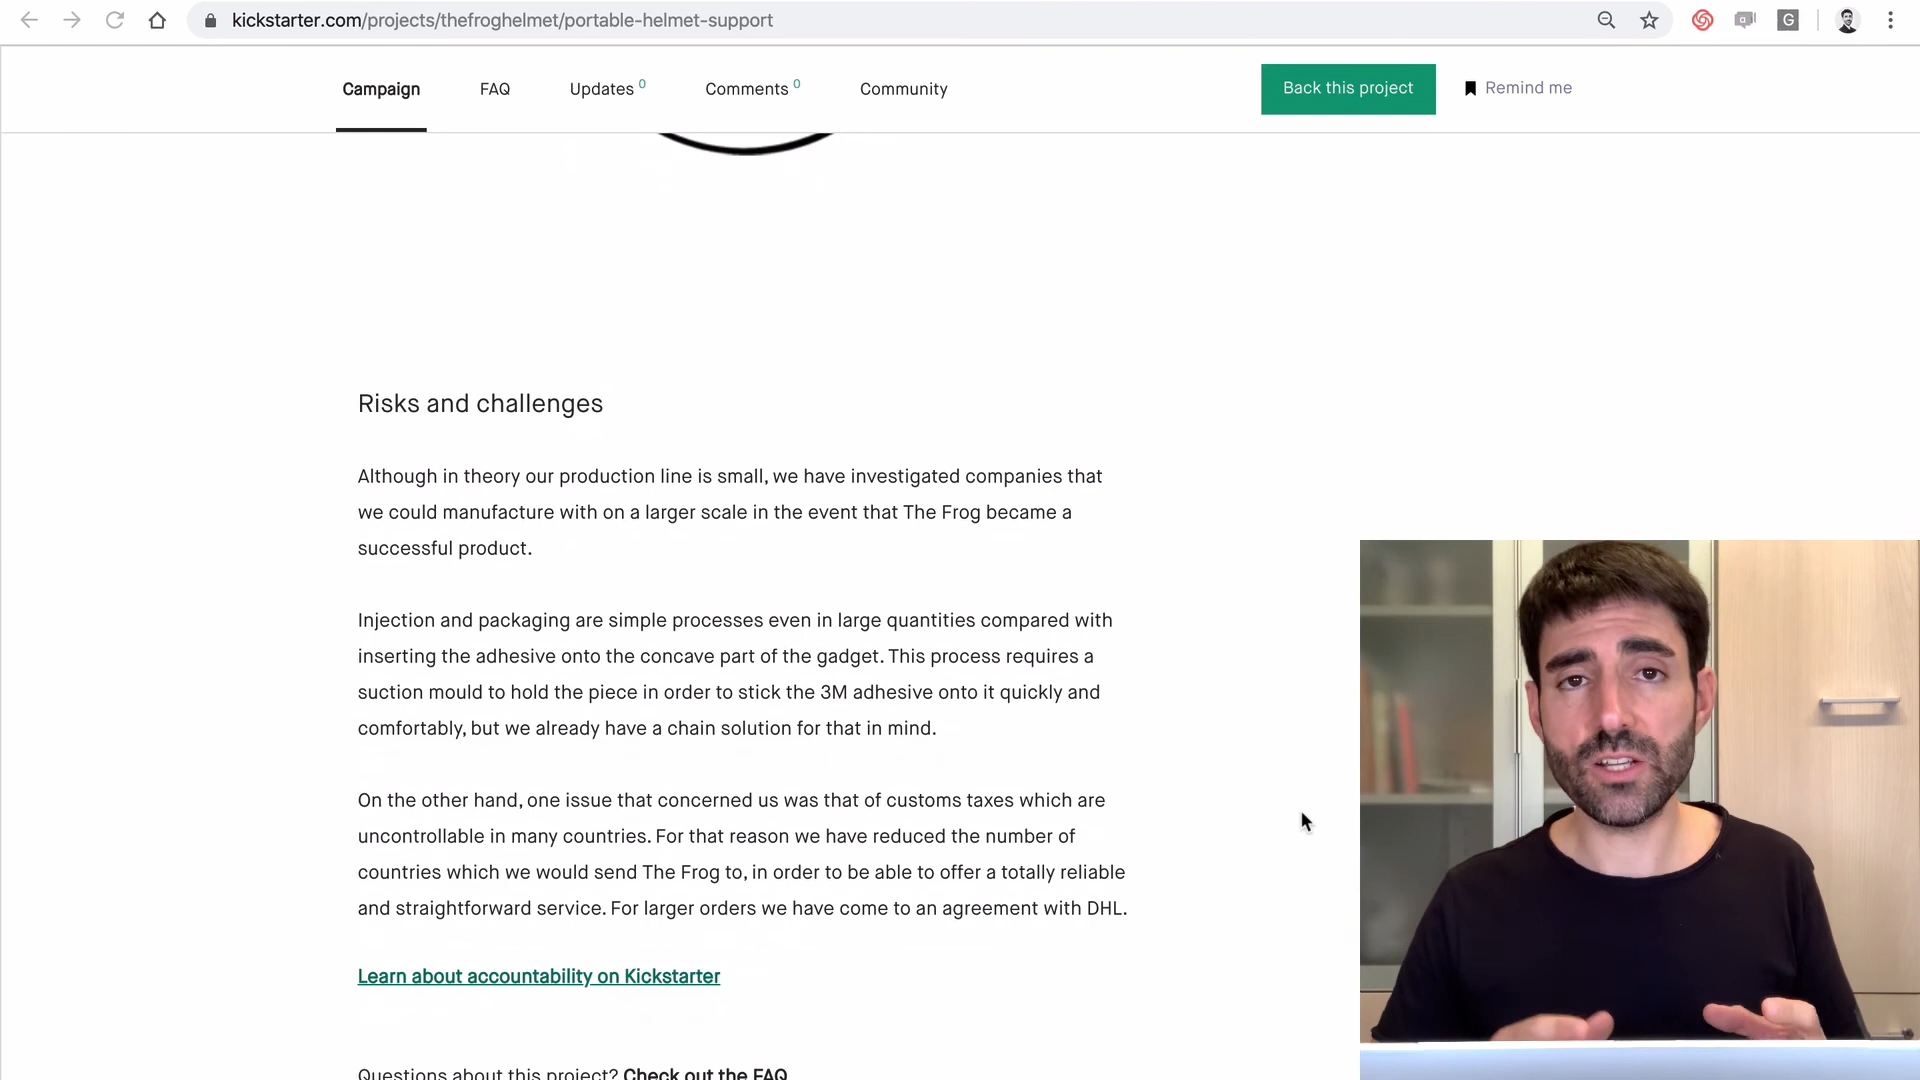 kickstarter.com/projects/thefroghelmet/portable-helmet-support
G
Campaign FAQ Updates 0 Comments 0 Community Back this project Remind me
Risks and challenges
Although in theory our production line is small, we have investigated companies that
we could manufacture with on a larger scale in the event that The Frog became a
successful product.
Injection and packaging are simple processes even in large quantities compared with
inserting the adhesive onto the concave part of the gadget. This process requires a
suction mould to hold the piece in order to stick the 3M adhesive onto it quickly and
comfortably, but we already have a chain solution for that in mind.
On the other hand, one issue that concerned us was that of customs taxes which are
uncontrollable in many countries. For that reason we have reduced the number of
countries which we would send The Frog to, in order to be able to offer a totally reliable
and straightforward service. For larger orders we have come to an agreement with DHL.
Learn about accountability on Kickstarter
Questions about this project? Check out the FAQ